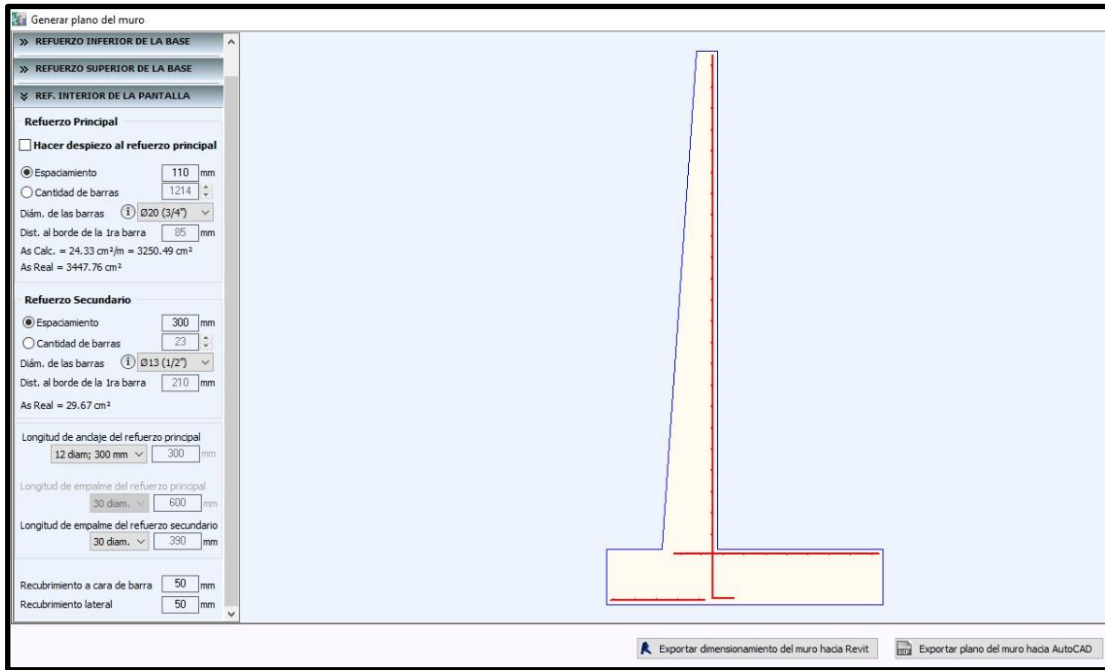 Generar plano del muro
REFUERZO INFERIOR DE LA BASE
REFUERZO SUPERIOR DE LA BASE
REF. INTERIOR DE LA PANTALLA
Refuerzo Principal
Hacer despiezo al refuerzo principal
Espaciamiento 110 mm
Cantidad de barras 1214
Diám. de las barras Ø20 (3/4")
Dist. al borde de la 1ra barra 85 mm
As Calc. = 24.33 cm²/m = 3250.49 cm²
As Real = 3447.76 cm²
Refuerzo Secundario
Espaciamiento 300 mm
Cantidad de barras 23
Diám. de las barras Ø13 (1/2")
Dist. al borde de la 1ra barra 210 mm
As Real = 29.67 cm²
Longitud de anclaje del refuerzo principal
12 diam; 300 mm 300 mm
Longitud de empalme del refuerzo principal
30 diam. 600 mm
Longitud de empalme del refuerzo secundario
30 diam. 390 mm
Recubrimiento a cara de barra 50 mm
Recubrimiento lateral 50 mm
Exportar dimensionamiento del muro hacia Revit
Exportar plano del muro hacia AutoCAD